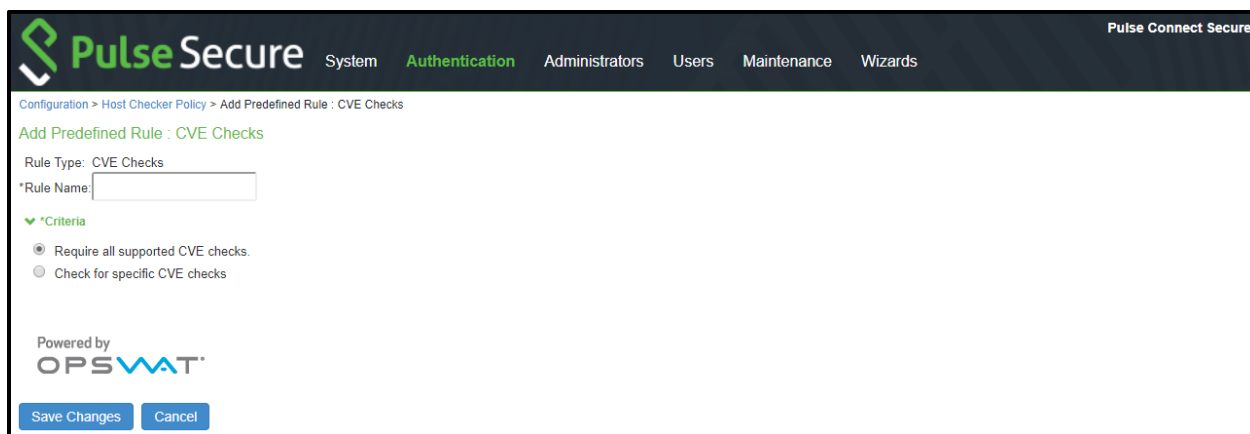 Pulse Connect Secure
Pulse Secure System Authentication Administrators Users Maintenance Wizards
Configuration > Host Checker Policy > Add Predefined Rule : CVE Checks
Add Predefined Rule : CVE Checks
Rule Type: CVE Checks
*Rule Name:
*Criteria
Require all supported CVE checks.
Check for specific CVE checks
Powered by
OPSWAT
Save Changes Cancel